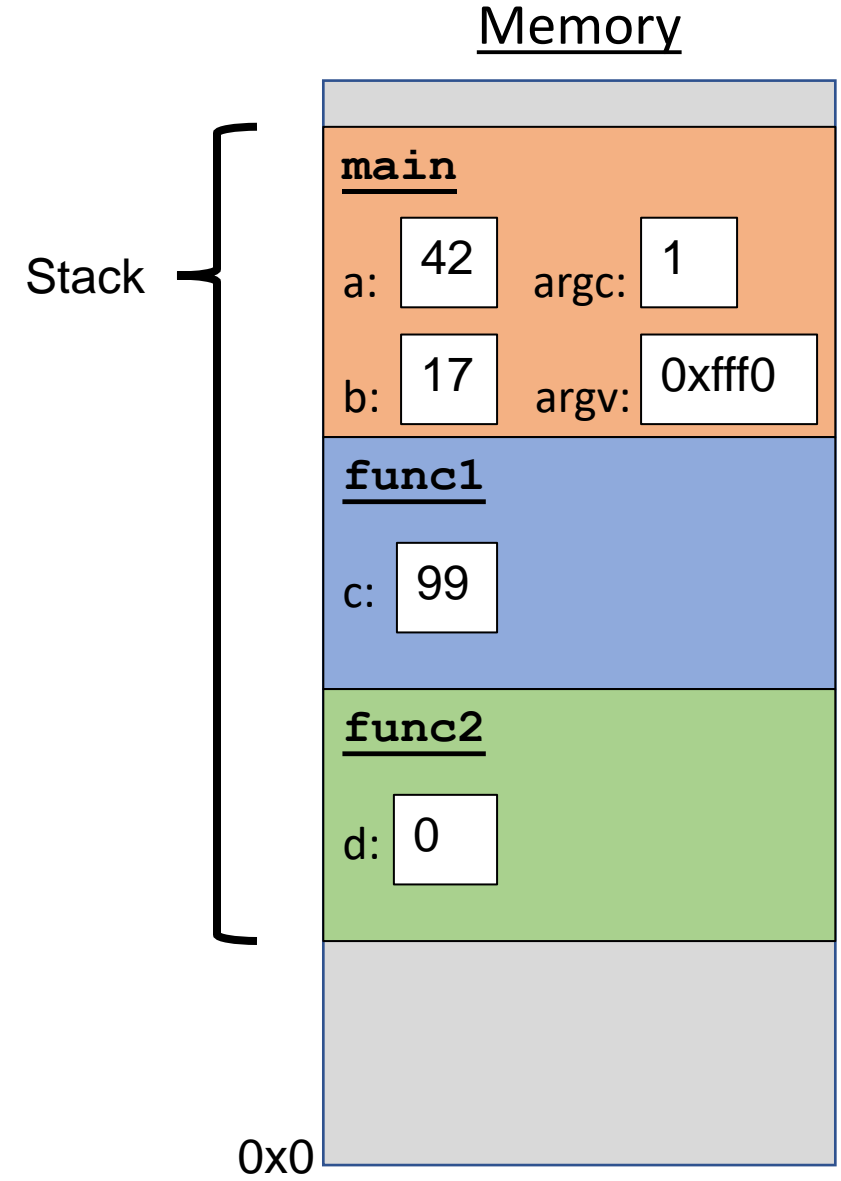 Memory
main
Stack
a: 42 argc: 1
b: 17 argv: 0xfff0
func1
c: 99
func2
d: 0
0x0